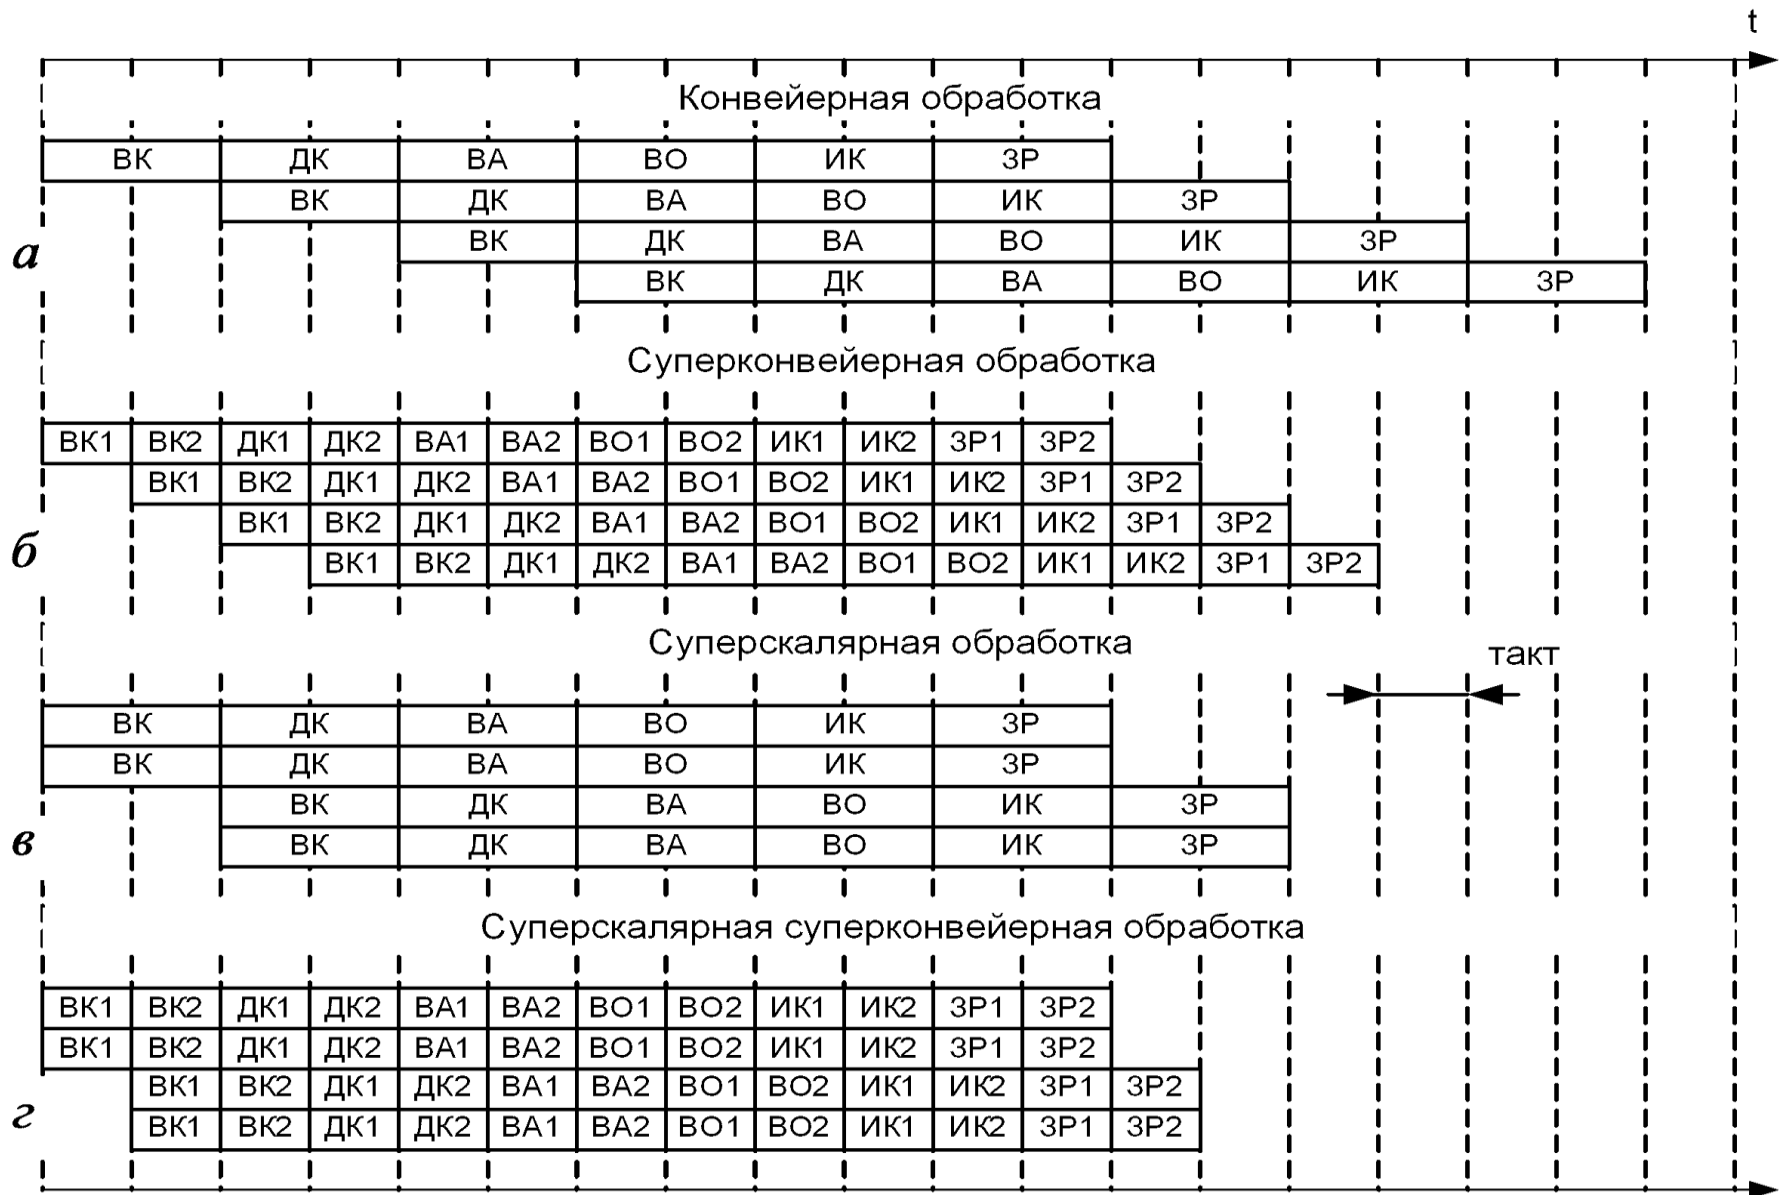 t
Конвейерная обработка
ВК ДК ВА ВО ИК ЗР
ВК ДК ВА ВО ИК ЗР
а
ВК ДК ВА ВО ИК ЗР
ВК ДК ВА ВО ИК ЗР
Суперконвейерная обработка
ВК1 ВК2 ДК1 ДК2 ВА1 ВА2 ВО1 ВО2 ИК1 ИК2 ЗР1 ЗР2
ВК1 ВК2 ДК1 ДК2 ВА1 ВА2 ВО1 ВО2 ИК1 ИК2 ЗР1 ЗР2
ВК1 ВК2 ДК1 ДК2 ВА1 ВА2 ВО1 ВО2 ИК1 ИК2 ЗР1 ЗР2
б
ВК1 ВК2 ДК1 ДК2 ВА1 ВА2 ВО1 ВО2 ИК1 ИК2 ЗР1 ЗР2
Суперскалярная обработка
такт
ВК ДК ВА ВО ИК ЗР
ВК ДК ВА ВО ИК ЗР
ВК ДК ВА ВО ИК ЗР
в
ВК ДК ВА ВО ИК ЗР
Суперскалярная суперконвейерная обработка
ВК1 ВК2 ДК1 ДК2 ВА1 ВА2 ВО1 ВО2 ИК1 ИК2 ЗР1 ЗР2
ВК1 ВК2 ДК1 ДК2 ВА1 ВА2 ВО1 ВО2 ИК1 ИК2 ЗР1 ЗР2
ВК1 ВК2 ДК1 ДК2 ВА1 ВА2 ВО1 ВО2 ИК1 ИК2 ЗР1 ЗР2
г
ВК1 ВК2 ДК1 ДК2 ВА1 ВА2 ВО1 ВО2 ИК1 ИК2 ЗР1 ЗР2